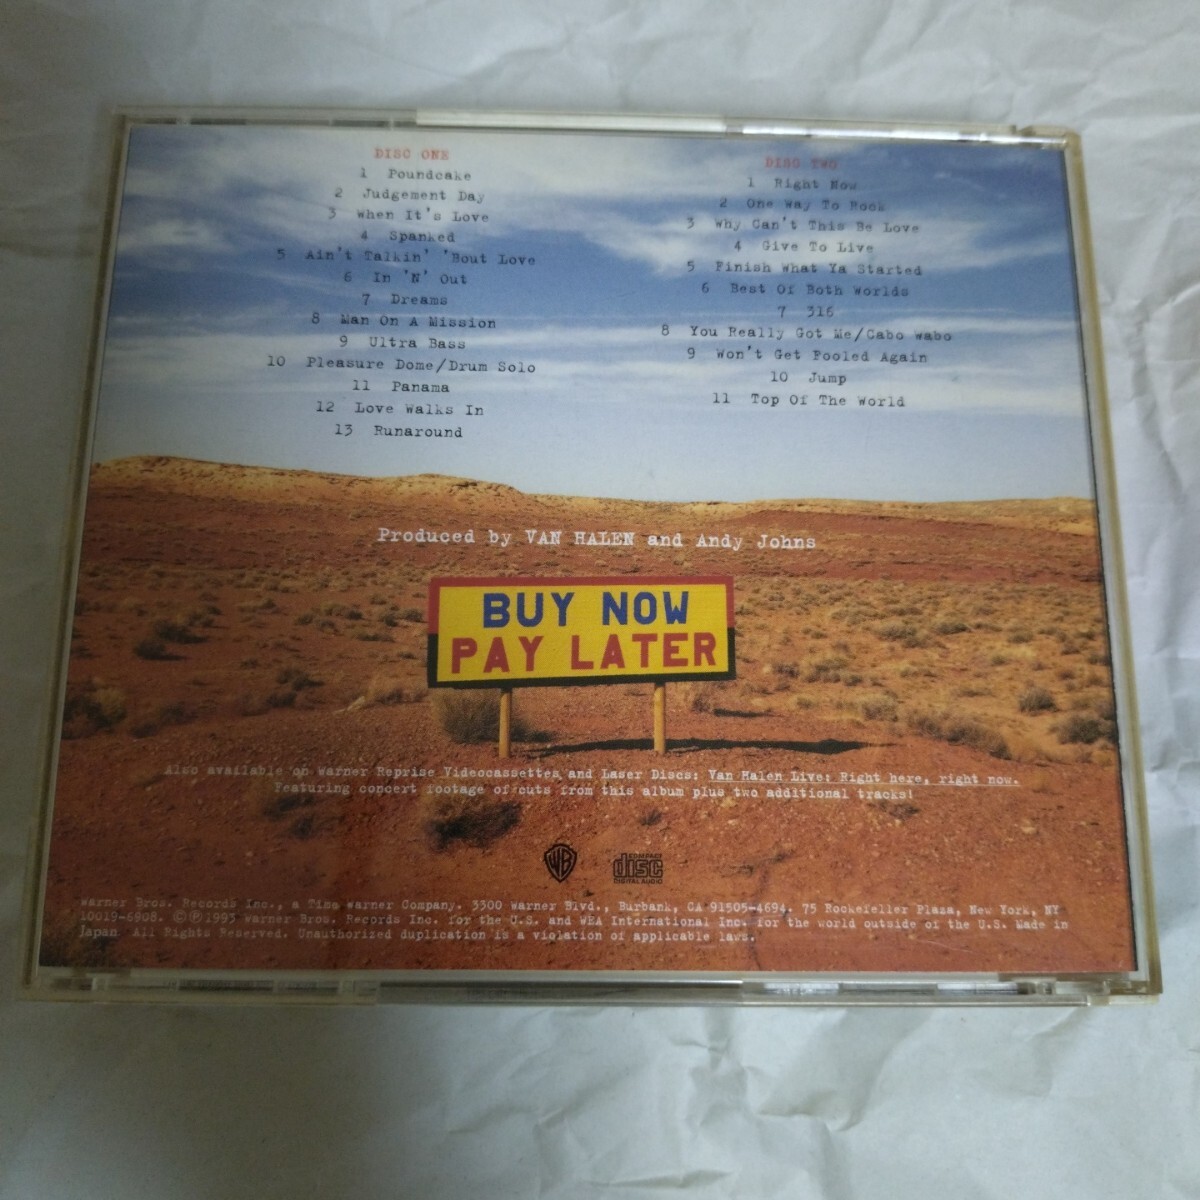 DISC ONE
1 Poundcake
2 Judgement Day
3 When It's Love
4 Spanked
5 Ain't Talkin' 'Bout Love
6 In 'N' Out
7 Dreams
8 Man On A Mission
9 Ultra Bass
10 Pleasure Dome/Drum Solo
11 Panama
12 Love Walks In
13 Runaround
DISC TWO
1 Right Now
2 One Way To Rock
3 Why Can't This Be Love
4 Give To Live
5 Finish What Ya Started
6 Best Of Both Worlds
7 316
8 You Really Got Me/Cabo Wabo
9 Won't Get Fooled Again
10 Jump
11 Top Of The World
Produced by VAN HALEN and Andy Johns
BUY NOW
PAY LATER
Also available on Warner Reprise Videocassettes and Laser Discs: Van Halen Live: Right here, right now.
Featuring concert footage of cuts from this album plus two additional tracks!
WB
COMPACT
disc
DIGITAL AUDIO
Warner Bros. Records Inc., a Time Warner Company. 3300 Warner Blvd., Burbank, CA 91505-4694. 75 Rockefeller Plaza, New York, NY
10019-6908. ©℗1993 Warner Bros. Records Inc. for the U.S. and WEA International Inc. for the world outside of the U.S. Made in
Japan. All Rights Reserved. Unauthorized duplication is a violation of applicable laws.